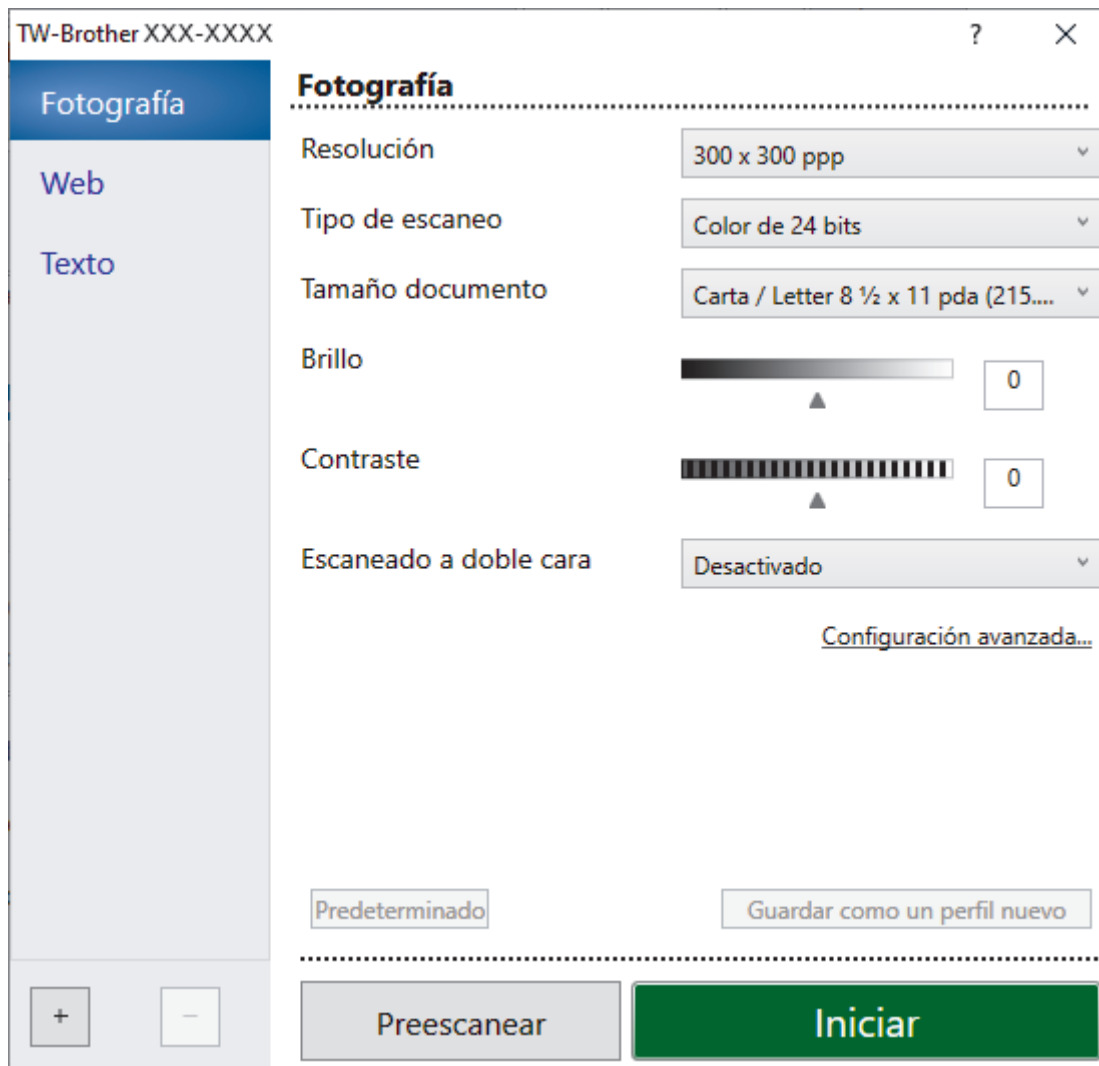 TW-Brother XXX-XXXX ?
Fotografía
Web
Texto
Fotografía
Resolución 300 x 300 ppp
Tipo de escaneo Color de 24 bits
Tamaño documento Carta / Letter 8 ½ x 11 pda (215....
Brillo 0
Contraste 0
Escaneado a doble cara Desactivado
Configuración avanzada...
Predeterminado Guardar como un perfil nuevo
+ −
Preescanear Iniciar